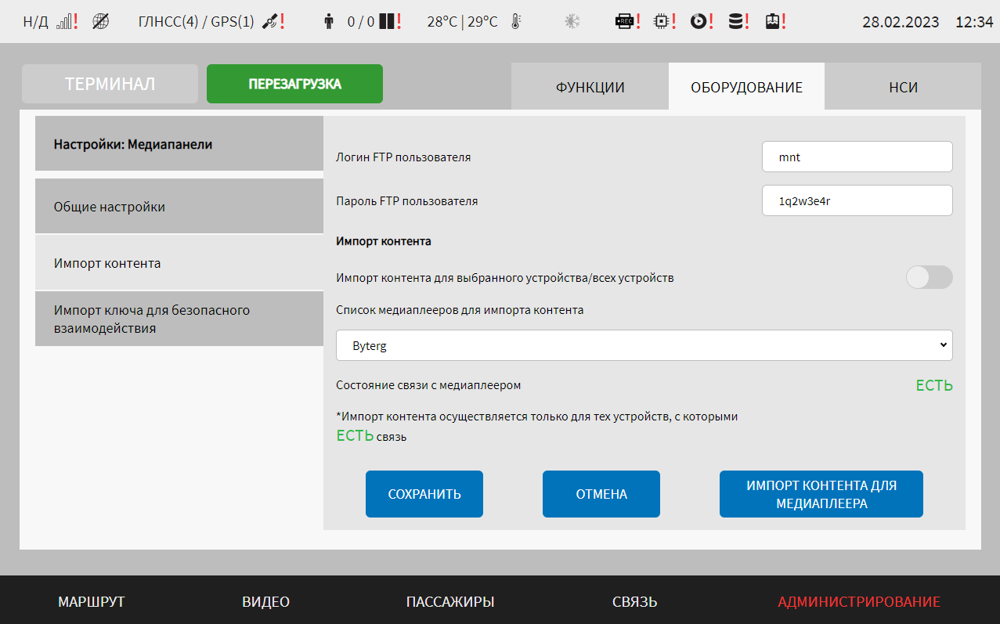 Н/Д ГЛНСС(4) / GPS(1) 0 / 0 28°C | 29°C REC 28.02.2023 12:34
ТЕРМИНАЛ ПЕРЕЗАГРУЗКА ФУНКЦИИ ОБОРУДОВАНИЕ НСИ
Настройки: Медиапанели
Общие настройки
Импорт контента
Импорт ключа для безопасного
взаимодействия
Логин FTP пользователя mnt
Пароль FTP пользователя 1q2w3e4r
Импорт контента
Импорт контента для выбранного устройства/всех устройств
Список медиаплееров для импорта контента
Byterg
Состояние связи с медиаплеером ЕСТЬ
*Импорт контента осуществляется только для тех устройств, с которыми
ЕСТЬ связь
СОХРАНИТЬ ОТМЕНА ИМПОРТ КОНТЕНТА ДЛЯ
МЕДИАПЛЕЕРА
МАРШРУТ ВИДЕО ПАССАЖИРЫ СВЯЗЬ АДМИНИСТРИРОВАНИЕ